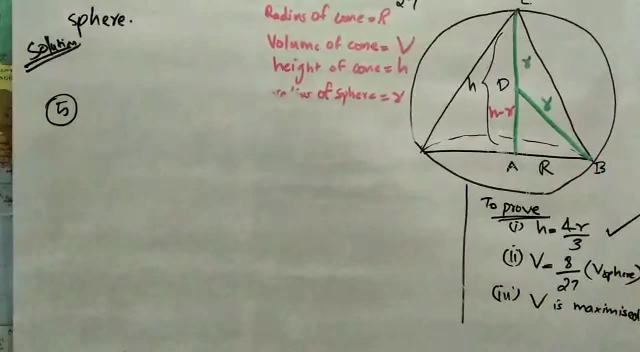 sphere.
Solution
5
Radius of cone = R
Volume of cone = V
height of cone = h
of sphere = r
C
h
D
r
r
h-r
A
R
B
To prove
(i) h = 4r/3
(ii) V = 8/27 (Vsphere)
(iii) V is maximised